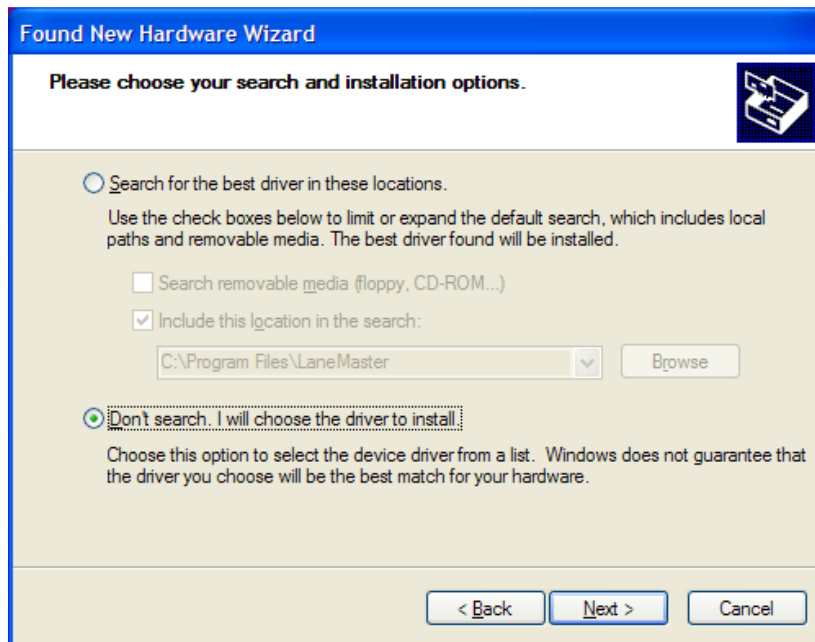 Found New Hardware Wizard
Please choose your search and installation options.
Search for the best driver in these locations.
Use the check boxes below to limit or expand the default search, which includes local
paths and removable media. The best driver found will be installed.
Search removable media (floppy, CD-ROM...)
Include this location in the search:
C:\Program Files\LaneMaster
Browse
Don't search. I will choose the driver to install.
Choose this option to select the device driver from a list. Windows does not guarantee that
the driver you choose will be the best match for your hardware.
< Back Next > Cancel